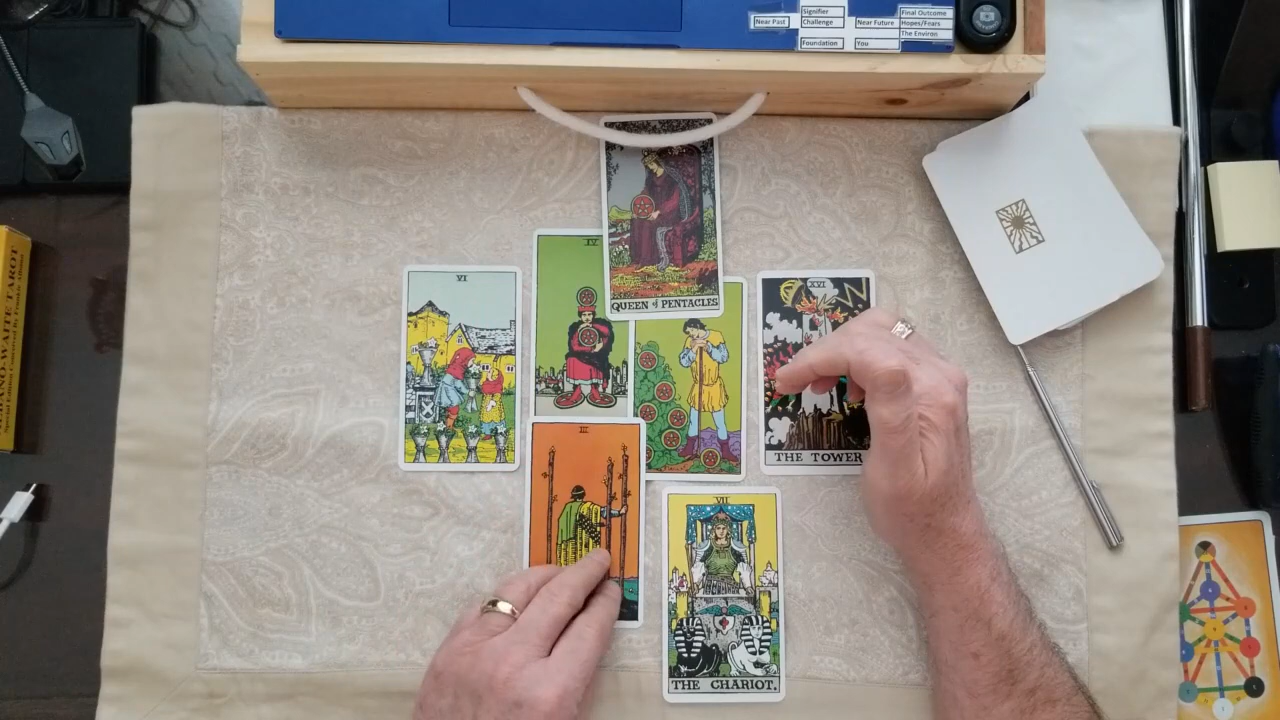 Signifier
Final Outcome
Near Past
Challenge
Near Future
Hopes/Fears
The Environ
Foundation
You
QUEEN of PENTACLES
IV
VI
XVI
THE TOWER
III
VII
THE CHARIOT.